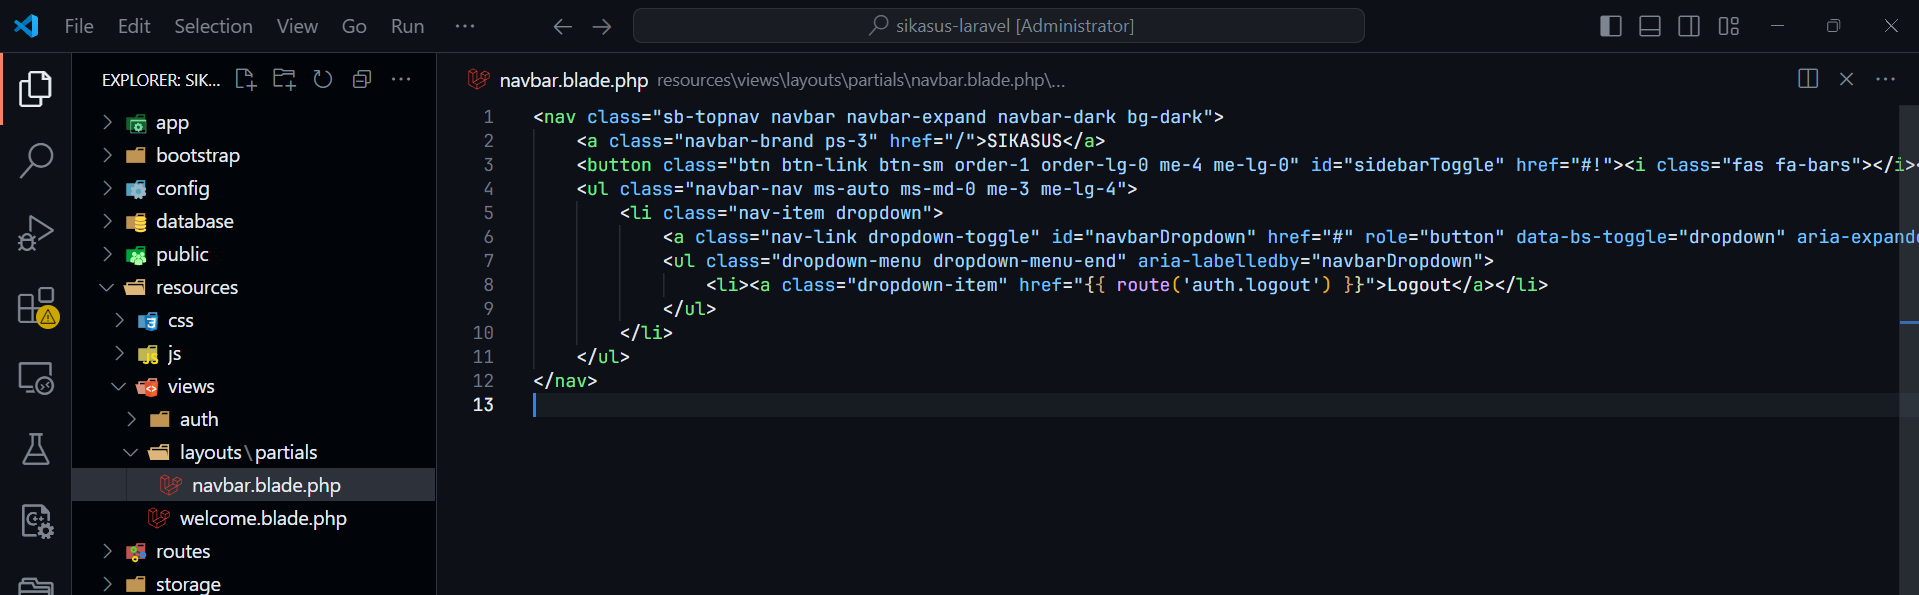 File Edit Selection View Go Run ...
sikasus-laravel [Administrator]
EXPLORER: SIK...
app
bootstrap
config
database
public
resources
css
js
views
auth
layouts\partials
navbar.blade.php
welcome.blade.php
routes
storage
navbar.blade.php resources\views\layouts\partials\navbar.blade.php\...
1 <nav class="sb-topnav navbar navbar-expand navbar-dark bg-dark">
2     <a class="navbar-brand ps-3" href="/">SIKASUS</a>
3     <button class="btn btn-link btn-sm order-1 order-lg-0 me-4 me-lg-0" id="sidebarToggle" href="#!"><i class="fas fa-bars"></i><
4     <ul class="navbar-nav ms-auto ms-md-0 me-3 me-lg-4">
5         <li class="nav-item dropdown">
6             <a class="nav-link dropdown-toggle" id="navbarDropdown" href="#" role="button" data-bs-toggle="dropdown" aria-expande
7             <ul class="dropdown-menu dropdown-menu-end" aria-labelledby="navbarDropdown">
8                 <li><a class="dropdown-item" href="{{ route('auth.logout') }}">Logout</a></li>
9             </ul>
10         </li>
11     </ul>
12 </nav>
13